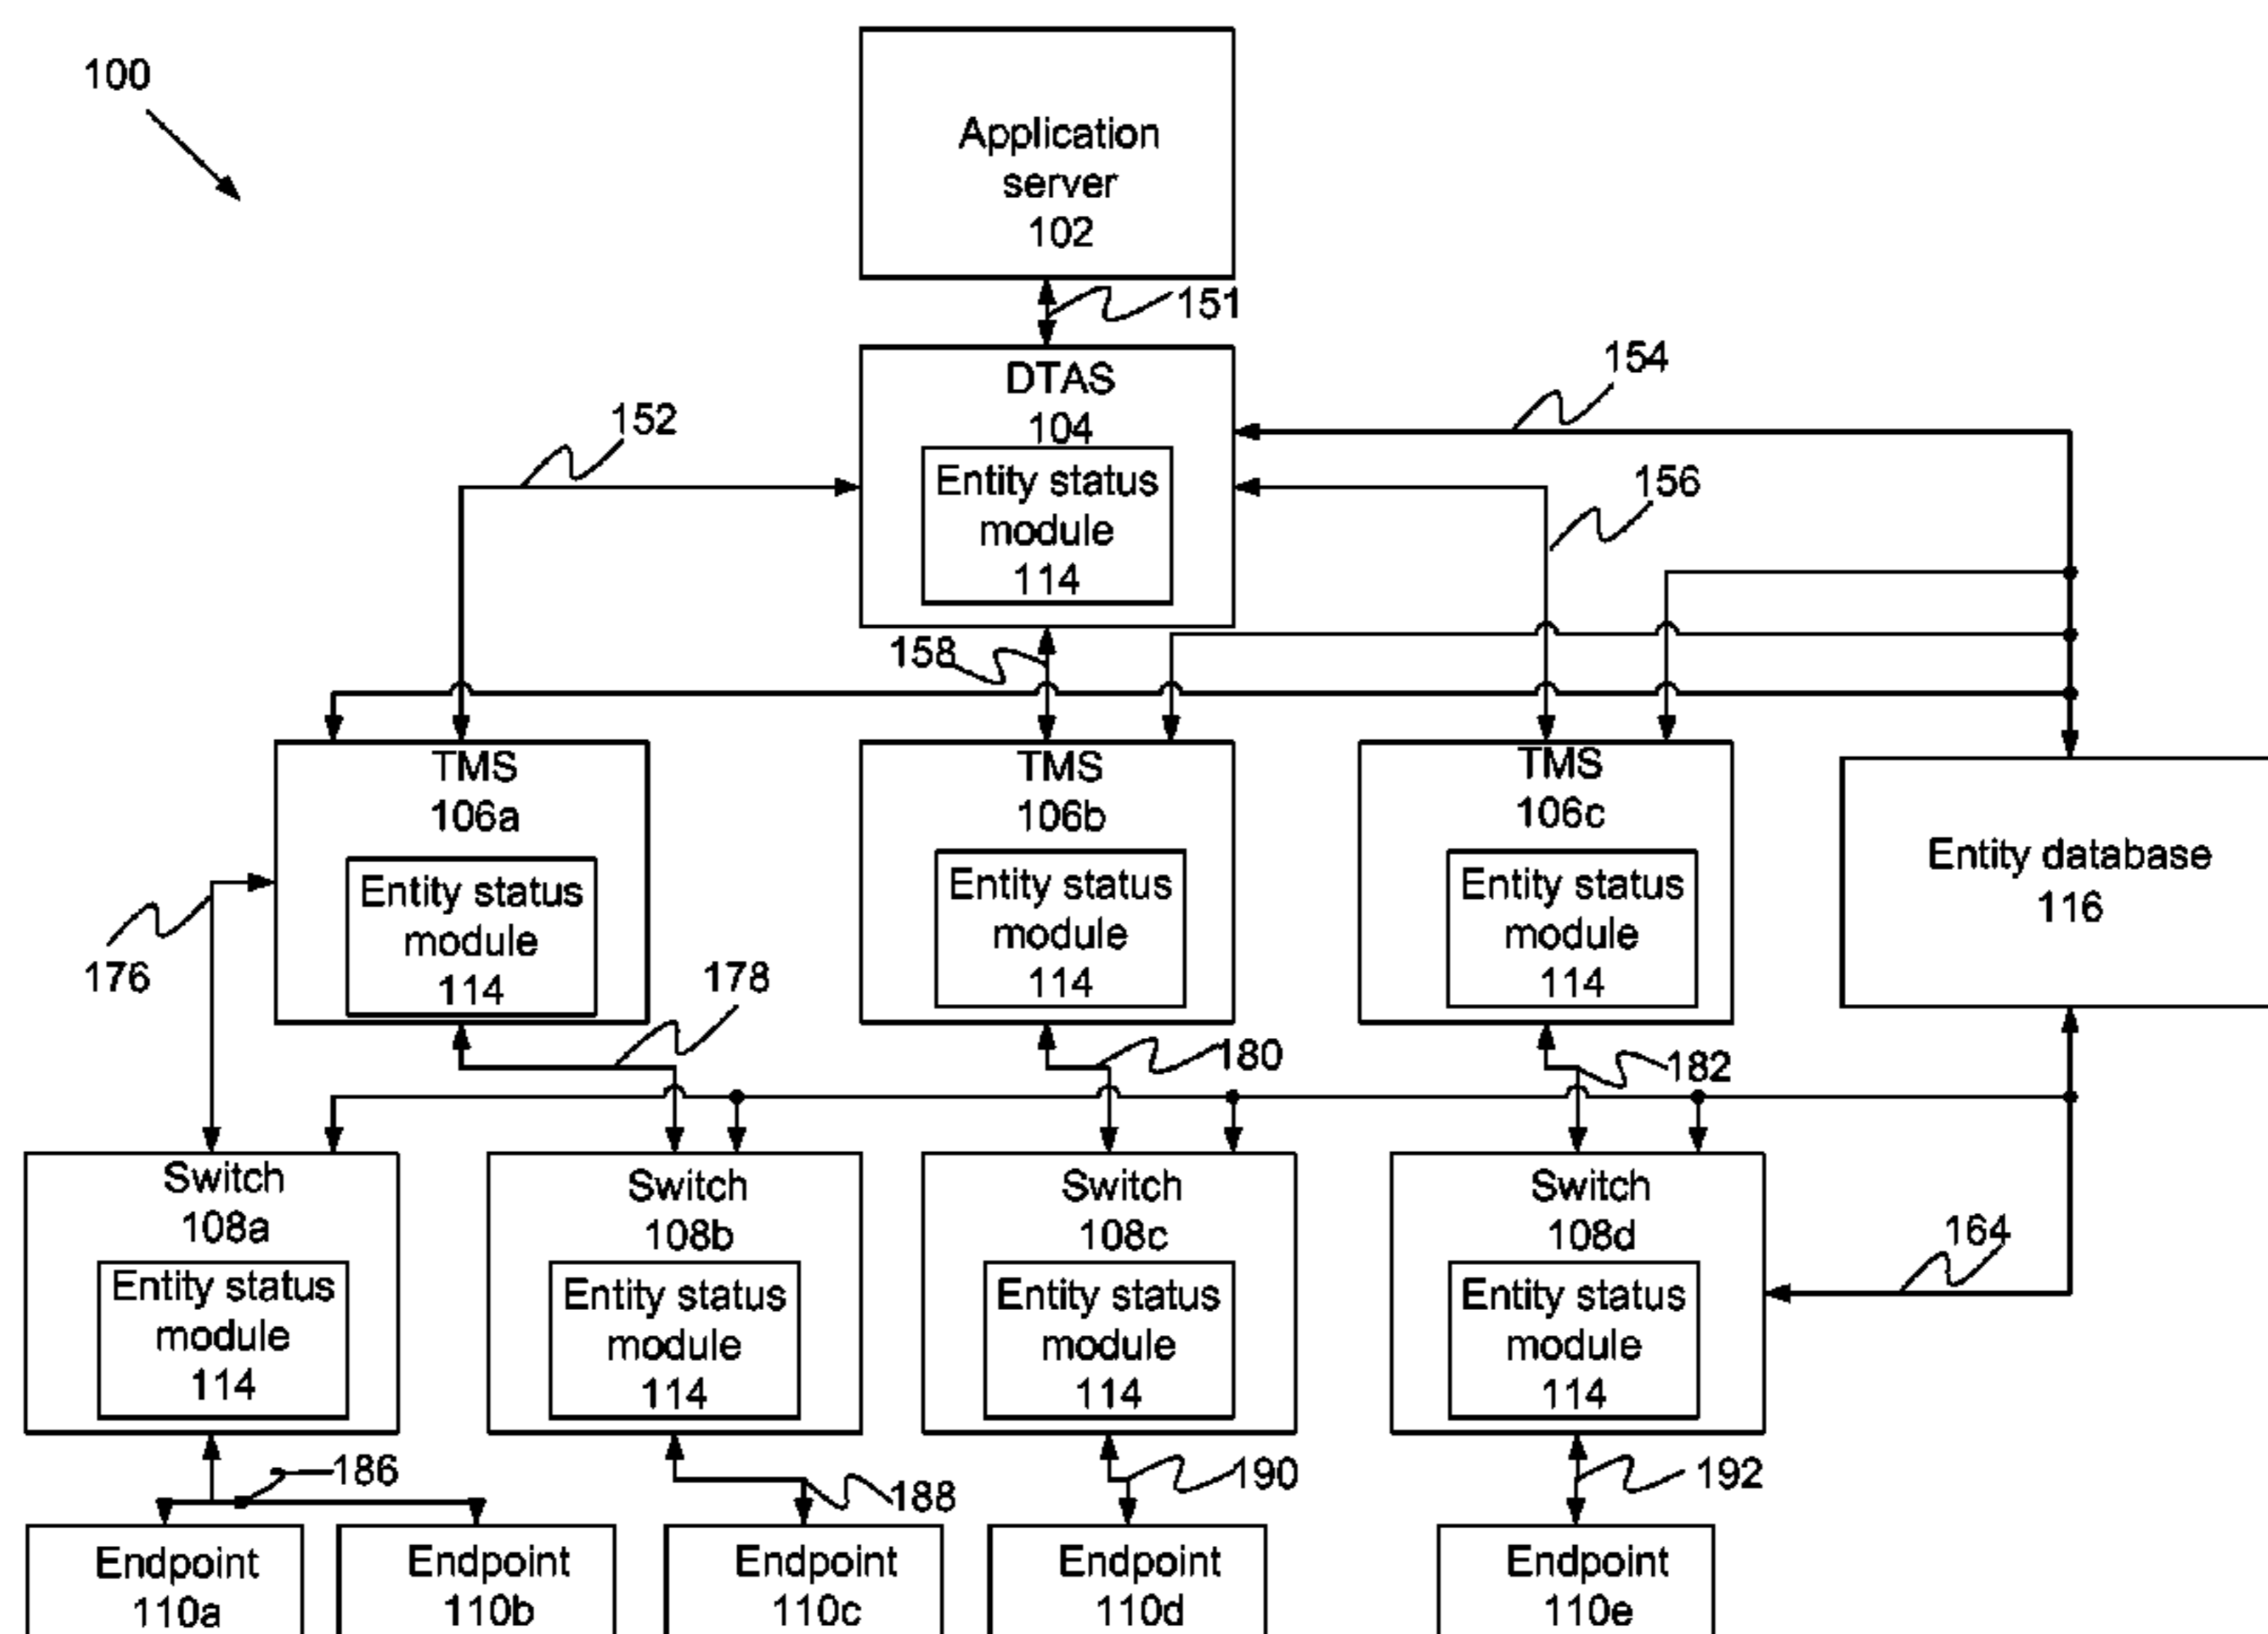 100
Application
server
102
151
DTAS
104
Entity status
module
114
152
154
156
158
TMS
106a
Entity status
module
114
TMS
106b
Entity status
module
114
TMS
106c
Entity status
module
114
Entity database
116
176
178
180
182
Switch
108a
Entity status
module
114
Switch
108b
Entity status
module
114
Switch
108c
Entity status
module
114
Switch
108d
Entity status
module
114
164
186
188
190
192
Endpoint
110a
Endpoint
110b
Endpoint
110c
Endpoint
110d
Endpoint
110e